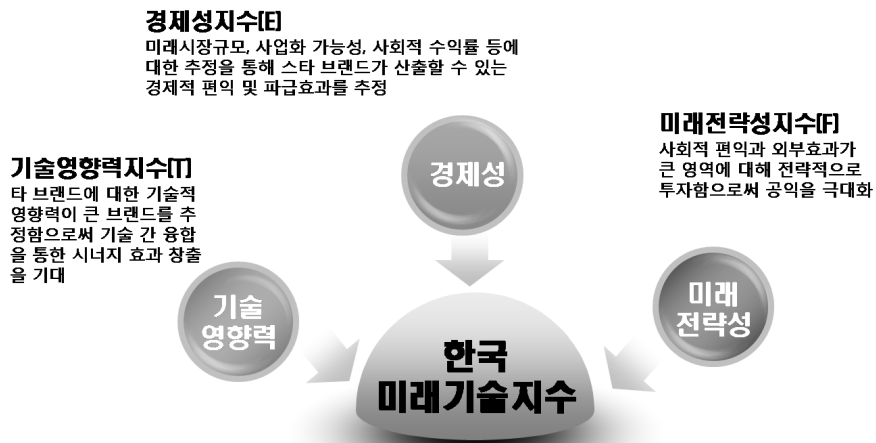 경제성지수[E]
미래시장규모, 사업화 가능성, 사회적 수익률 등에
대한 추정을 통해 스타 브랜드가 산출할 수 있는
경제적 편익 및 파급효과를 추정
미래전략성지수[F]
사회적 편익과 외부효과가
큰 영역에 대해 전략적으로
투자함으로써 공익을 극대화
기술영향력지수[T]
타 브랜드에 대한 기술적
영향력이 큰 브랜드를 추
정함으로써 기술 간 융합
을 통한 시너지 효과 창출
을 기대
경제성
기술
영향력
미래
전략성
한국
미래기술지수